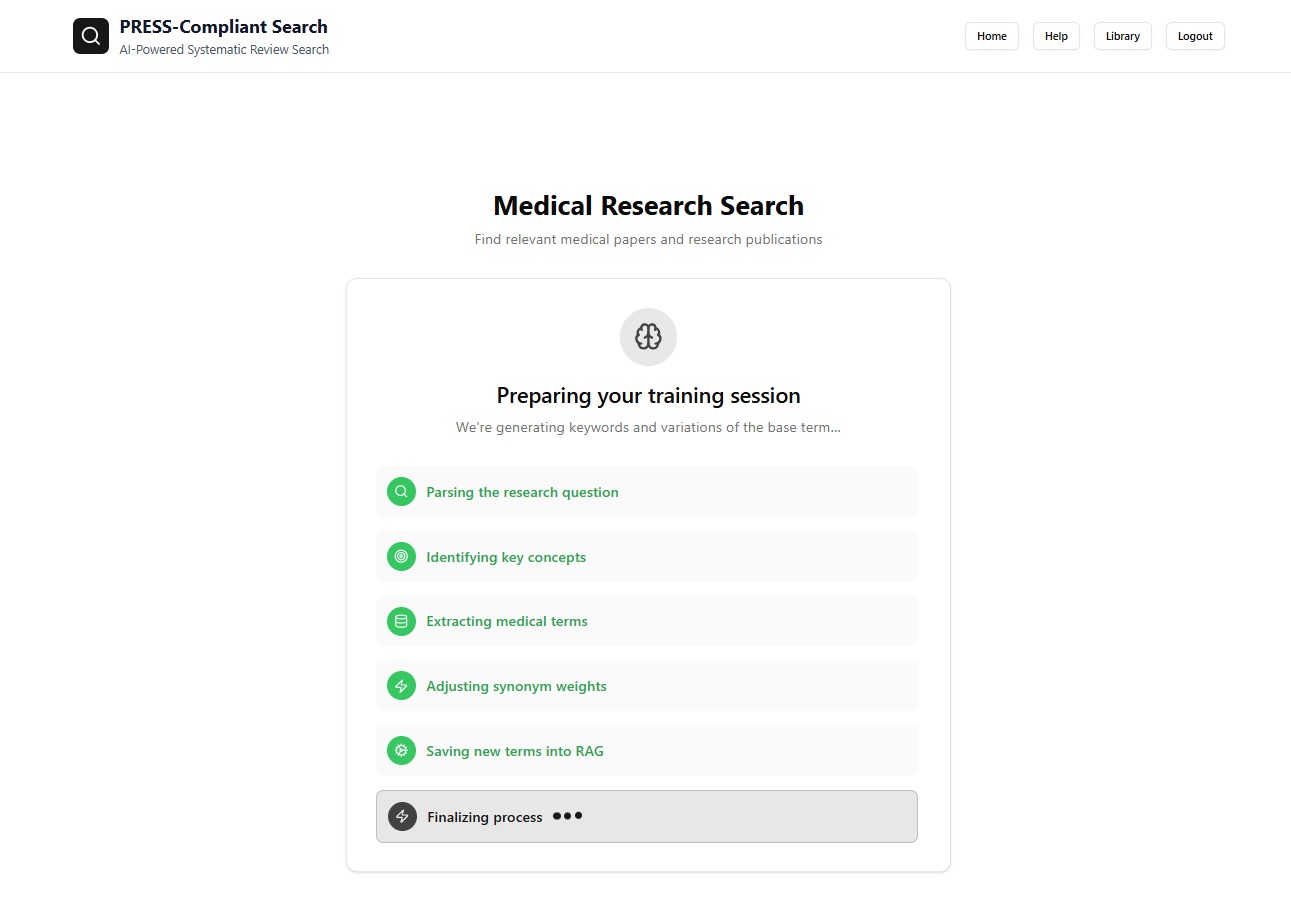 PRESS-Compliant Search
AI-Powered Systematic Review Search
Home
Help
Library
Logout
Medical Research Search
Find relevant medical papers and research publications
Preparing your training session
We're generating keywords and variations of the base term...
Parsing the research question
Identifying key concepts
Extracting medical terms
Adjusting synonym weights
Saving new terms into RAG
Finalizing process